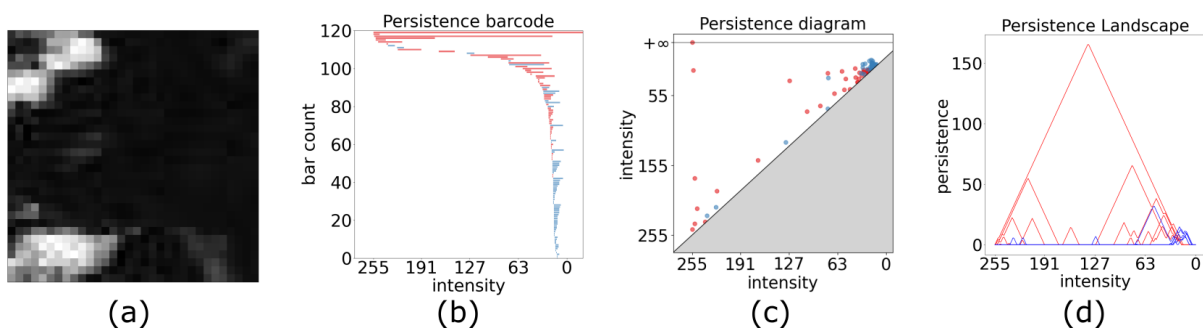 Persistence barcode
120
100
80
60
40
20
0
bar count
255 191 127 63 0
intensity
Persistence diagram
+∞
55
155
255
intensity
255 191 127 63 0
intensity
Persistence Landscape
150
100
50
0
persistence
255 191 127 63 0
intensity
(a) (b) (c) (d)